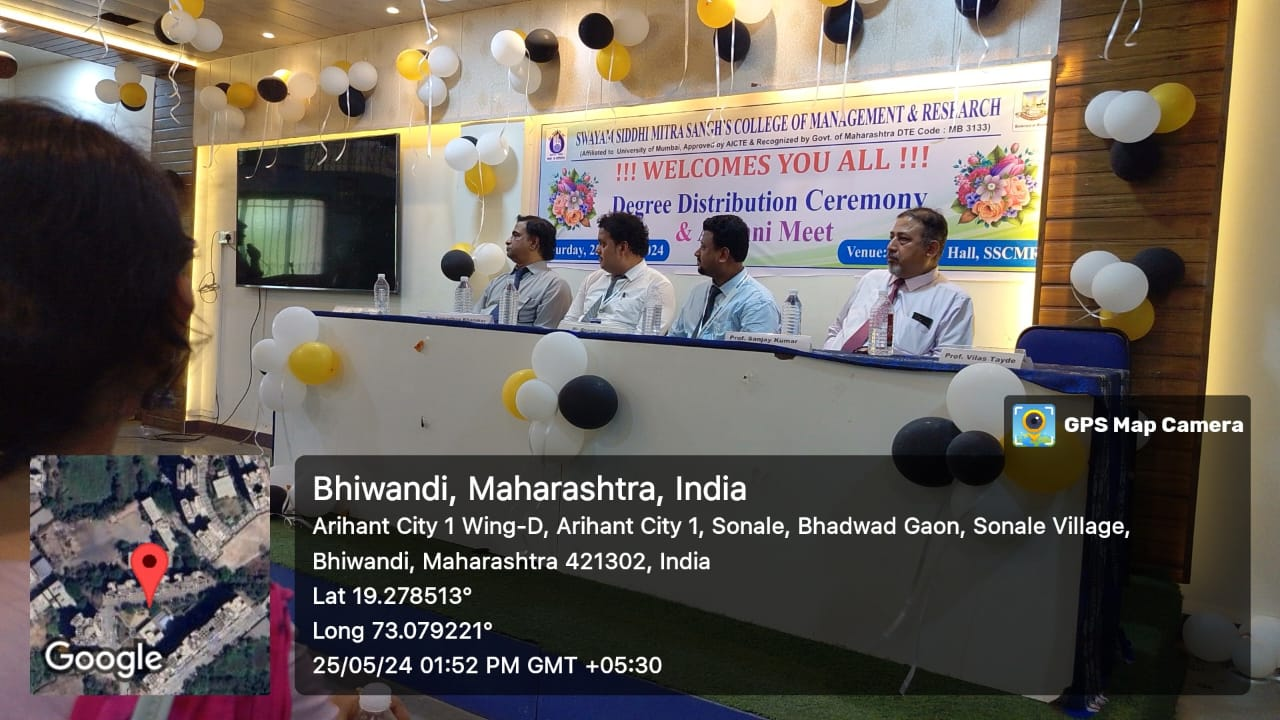 SWAYAM SIDDHI MITRA SANGH'S COLLEGE OF MANAGEMENT & RESEARCH
(Affiliated to University of Mumbai, Approved by AICTE & Recognized by Govt. of Maharashtra DTE Code : MB 3133)
!!! WELCOMES YOU ALL !!!
Degree Distribution Ceremony
& Meet
2024
Venue: Hall, SSCMR
Prof. Sanjay Kumar
Prof. Vilas Tayde
GPS Map Camera
Bhiwandi, Maharashtra, India
Arihant City 1 Wing-D, Arihant City 1, Sonale, Bhadwad Gaon, Sonale Village,
Bhiwandi, Maharashtra 421302, India
Lat 19.278513°
Long 73.079221°
25/05/24 01:52 PM GMT +05:30
Google